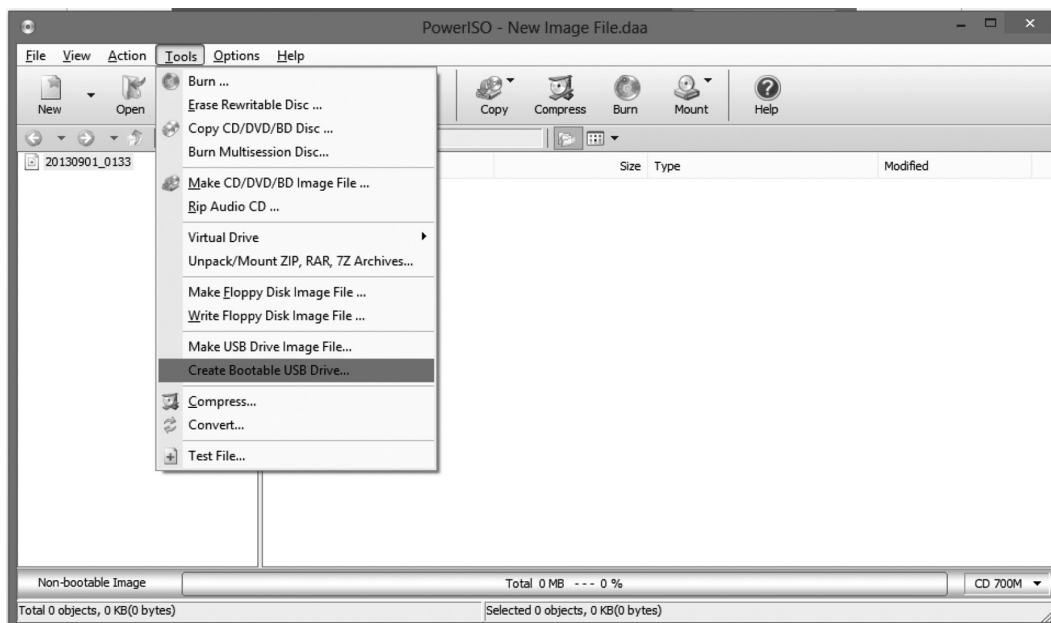 PowerISO - New Image File.daa
File View Action Tools Options Help
New Open Copy Compress Burn Mount Help
Burn ...
Erase Rewritable Disc ...
Copy CD/DVD/BD Disc ...
Burn Multisession Disc...
Make CD/DVD/BD Image File ...
Rip Audio CD ...
Virtual Drive
Unpack/Mount ZIP, RAR, 7Z Archives...
Make Floppy Disk Image File ...
Write Floppy Disk Image File ...
Make USB Drive Image File...
Create Bootable USB Drive...
Compress...
Convert...
Test File...
20130901_0133
Size Type Modified
Non-bootable Image Total 0 MB --- 0 % CD 700M
Total 0 objects, 0 KB(0 bytes) Selected 0 objects, 0 KB(0 bytes)